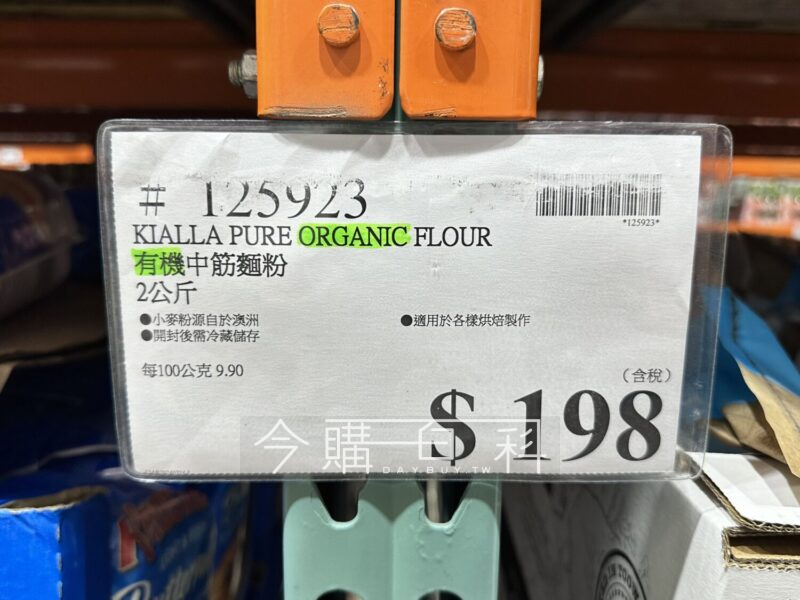 # 125923
*125923*
KIALLA PURE ORGANIC FLOUR
有機中筋麵粉
2公斤
●小麥粉源自於澳洲
●適用於各樣烘焙製作
●開封後需冷藏儲存
每100公克 9.90
(含稅)
$ 198
今購百科
DAYBUY.TW